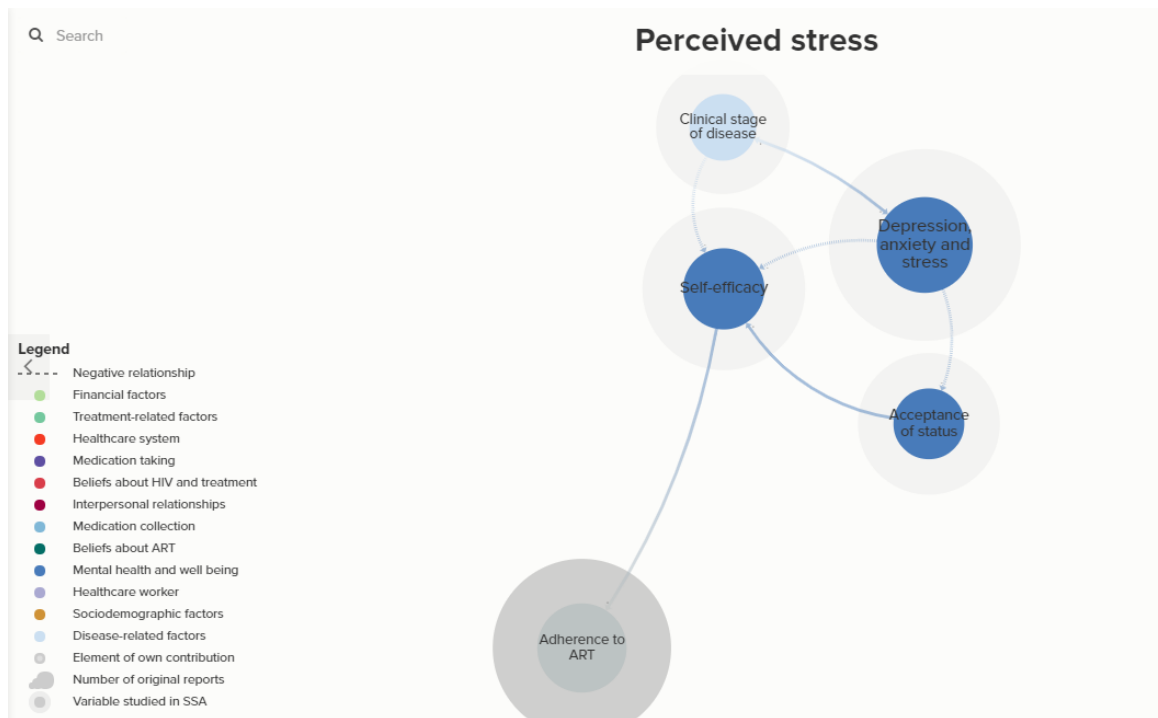 Search
Perceived stress
Clinical stage
of disease
Depression,
anxiety and
stress
Self-efficacy
Acceptance
of status
Adherence to
ART
Legend
Negative relationship
Financial factors
Treatment-related factors
Healthcare system
Medication taking
Beliefs about HIV and treatment
Interpersonal relationships
Medication collection
Beliefs about ART
Mental health and well being
Healthcare worker
Sociodemographic factors
Disease-related factors
Element of own contribution
Number of original reports
Variable studied in SSA